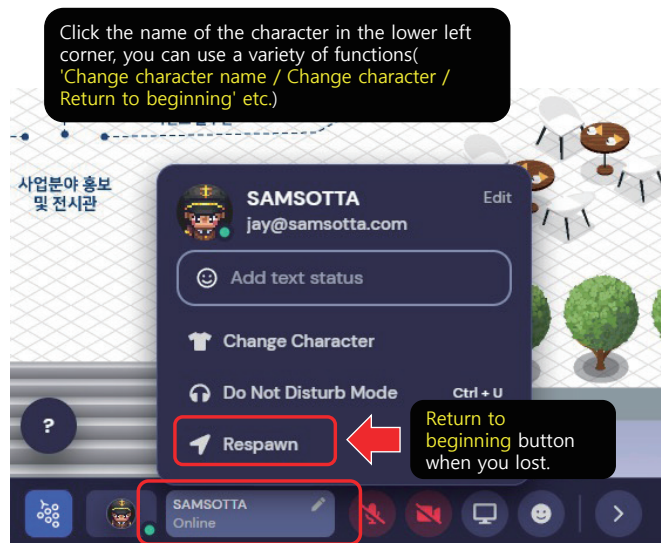 Click the name of the character in the lower left
corner, you can use a variety of functions(
'Change character name / Change character /
Return to beginning' etc.)
사업분야 홍보
및 전시관
SAMSOTTA
Edit
jay@samsotta.com
Add text status
Change Character
Do Not Disturb Mode
Ctrl + U
?
Respawn
Return to
beginning button
when you lost.
SAMSOTTA
Online